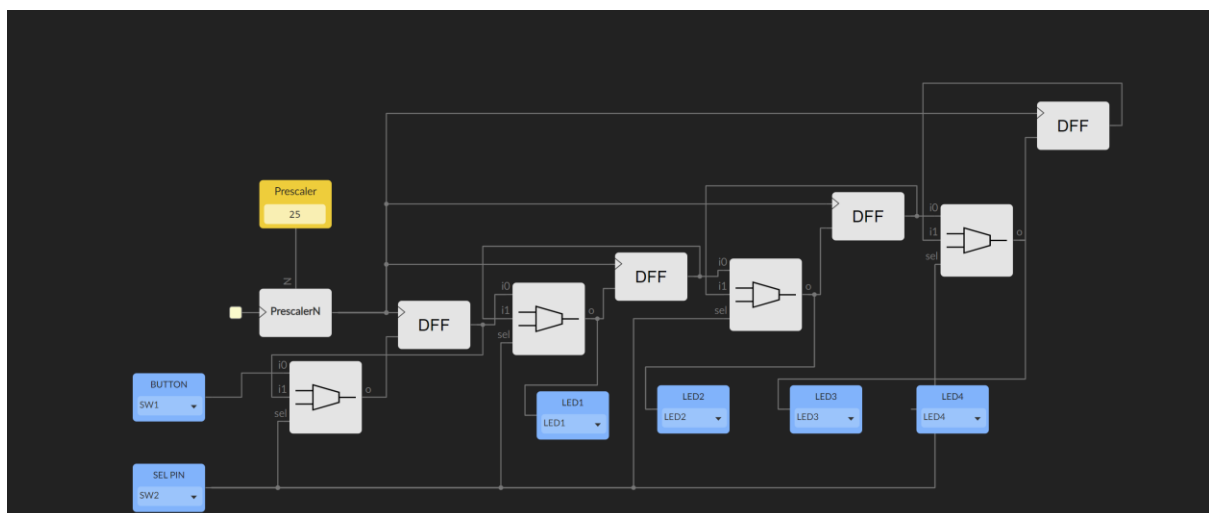 DFF
Prescaler
25
DFF
i0
i1
o
sel
DFF
i0
i1
o
sel
N
PrescalerN
DFF
i0
i1
o
sel
i0
i1
o
sel
BUTTON
SW1
LED1
LED1
LED2
LED2
LED3
LED3
LED4
LED4
SEL PIN
SW2